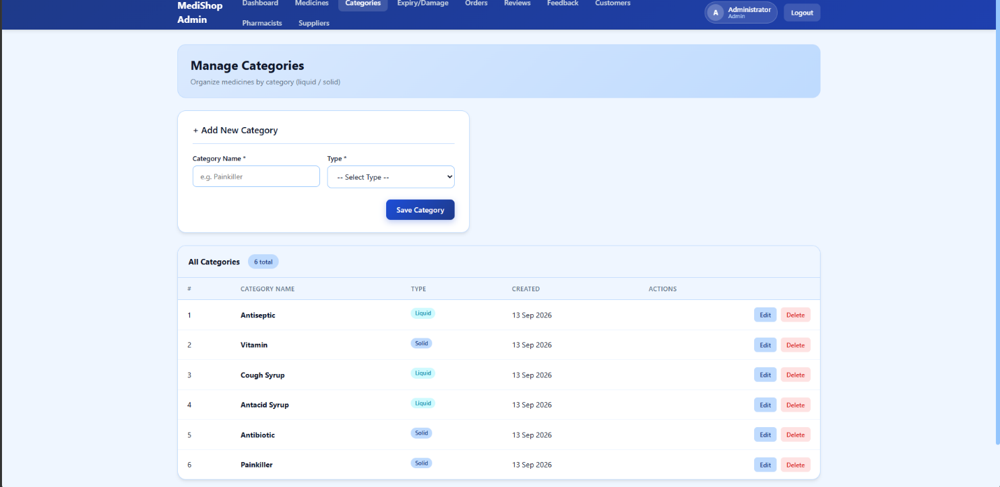 MediShop Admin
Dashboard Medicines Categories Expiry/Damage Orders Reviews Feedback Customers
Pharmacists Suppliers
A Administrator
Admin
Logout
Manage Categories
Organize medicines by category (liquid / solid)
+ Add New Category
Category Name * Type *
e.g. Painkiller -- Select Type --
Save Category
All Categories 6 total
# CATEGORY NAME TYPE CREATED ACTIONS
1 Antiseptic Liquid 13 Sep 2026 Edit Delete
2 Vitamin Solid 13 Sep 2026 Edit Delete
3 Cough Syrup Liquid 13 Sep 2026 Edit Delete
4 Antacid Syrup Liquid 13 Sep 2026 Edit Delete
5 Antibiotic Solid 13 Sep 2026 Edit Delete
6 Painkiller Solid 13 Sep 2026 Edit Delete